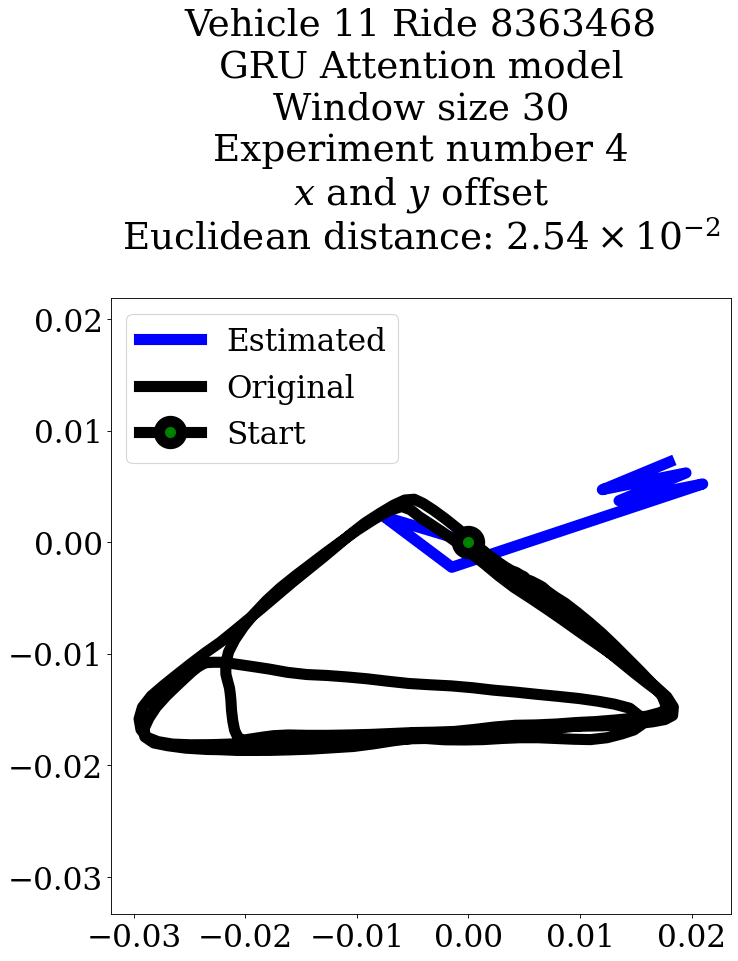 Vehicle 11 Ride 8363468
GRU Attention model
Window size 30
Experiment number 4
x and y offset
Euclidean distance: 2.54 × 10⁻²
0.02
0.01
0.00
−0.01
−0.02
−0.03
Estimated
Original
Start
−0.03 −0.02 −0.01 0.00 0.01 0.02